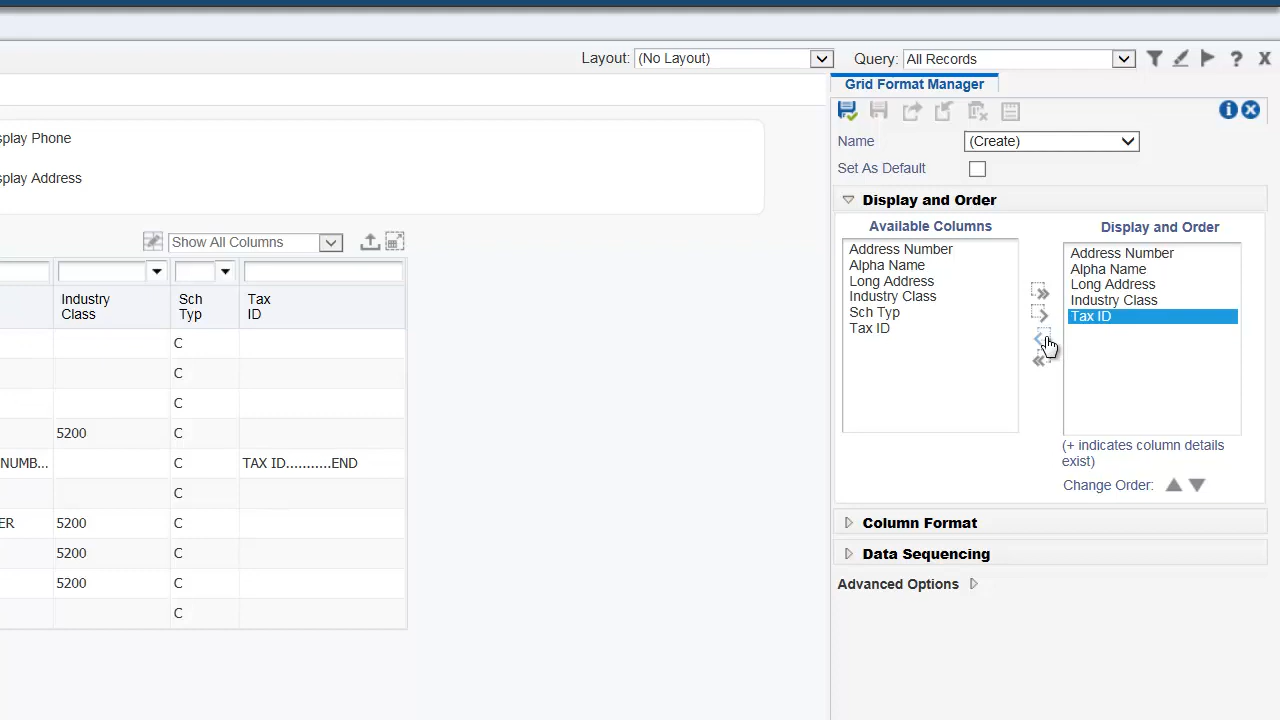 Layout: (No Layout) Query: All Records
Grid Format Manager
Name (Create)
Set As Default
Display and Order
Available Columns
Address Number
Alpha Name
Long Address
Industry Class
Sch Typ
Tax ID
Display and Order
Address Number
Alpha Name
Long Address
Industry Class
Tax ID
(+ indicates column details
exist)
Change Order:
Column Format
Data Sequencing
Advanced Options
splay Phone
splay Address
Show All Columns
Industry
Class
Sch
Typ
Tax
ID
C
C
C
5200 C
NUMB... C TAX ID...........END
C
ER 5200 C
5200 C
5200 C
C